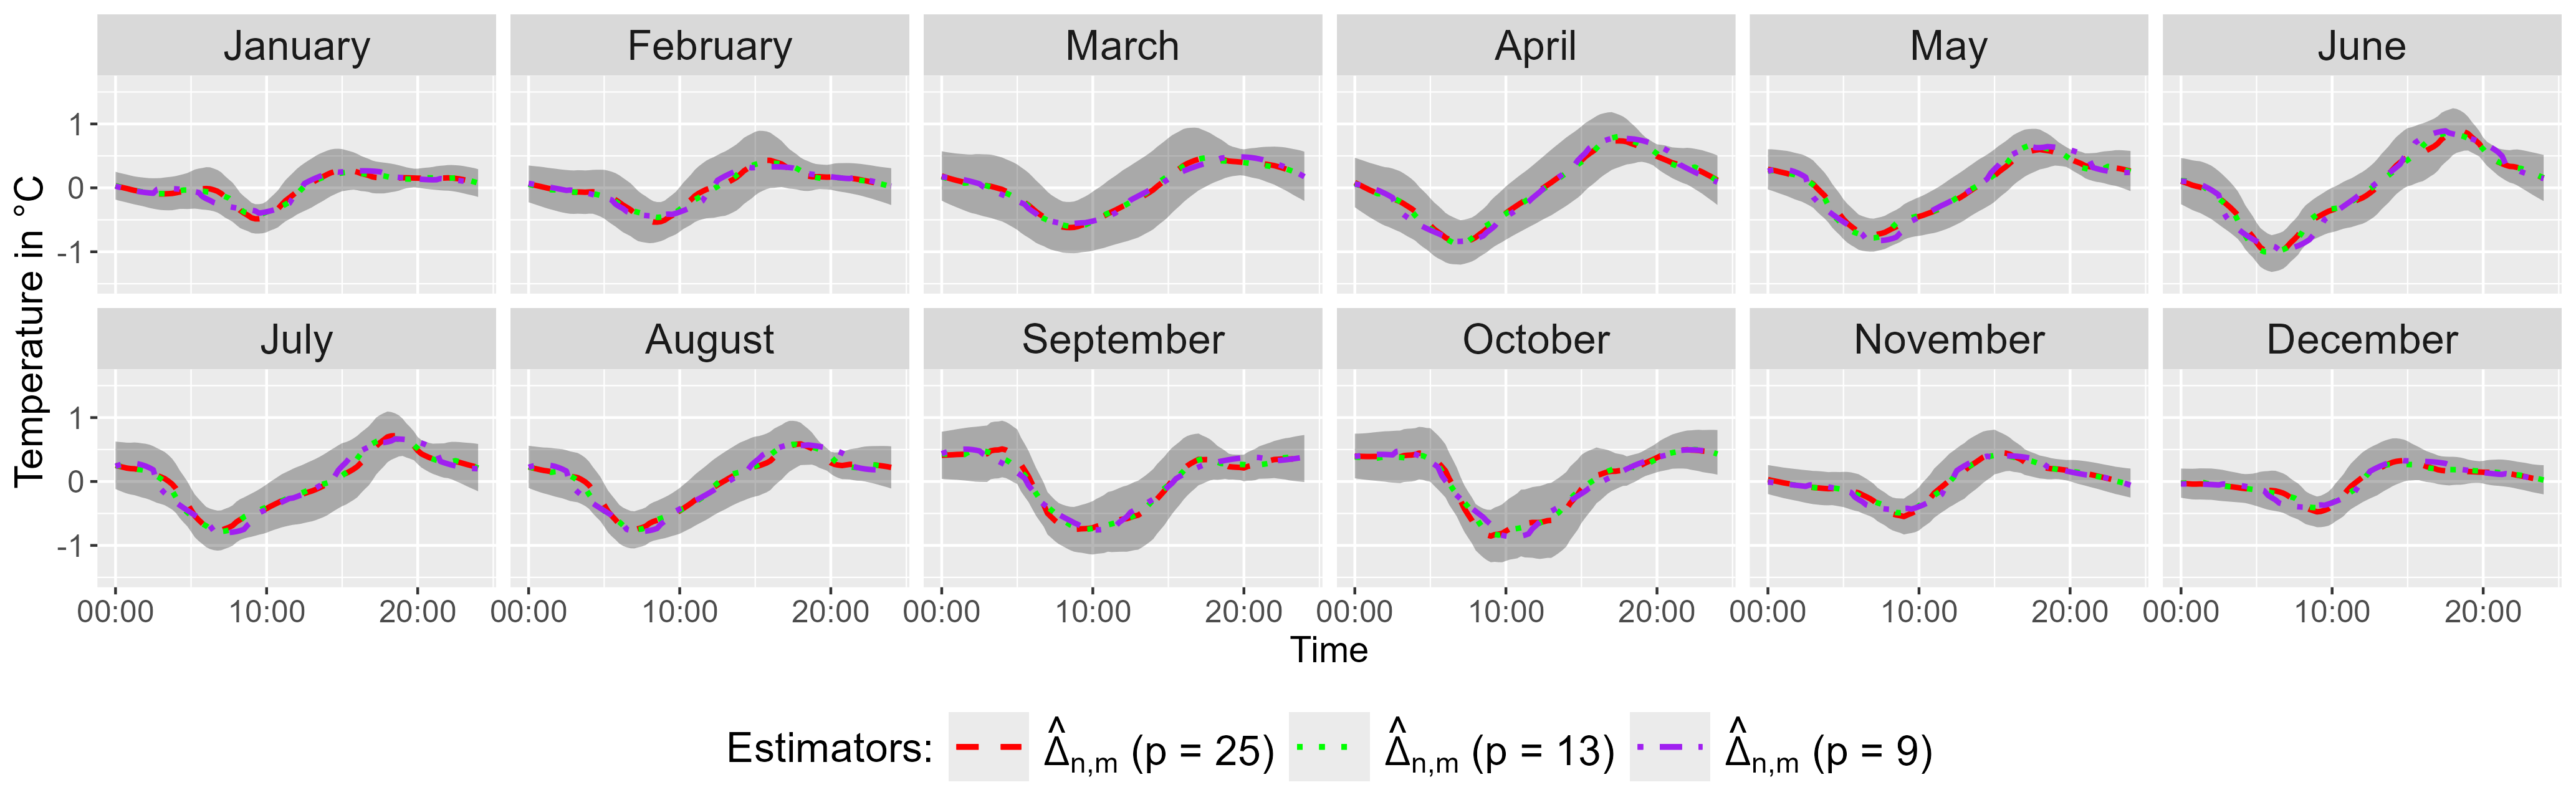 January February March April May June
1
0
-1
July August September October November December
1
0
-1
Temperature in °C
00:00 10:00 20:00 00:00 10:00 20:00 00:00 10:00 20:00 00:00 10:00 20:00 00:00 10:00 20:00 00:00 10:00 20:00
Time
Estimators: Δ̂n,m (p = 25) Δ̂n,m (p = 13) Δ̂n,m (p = 9)